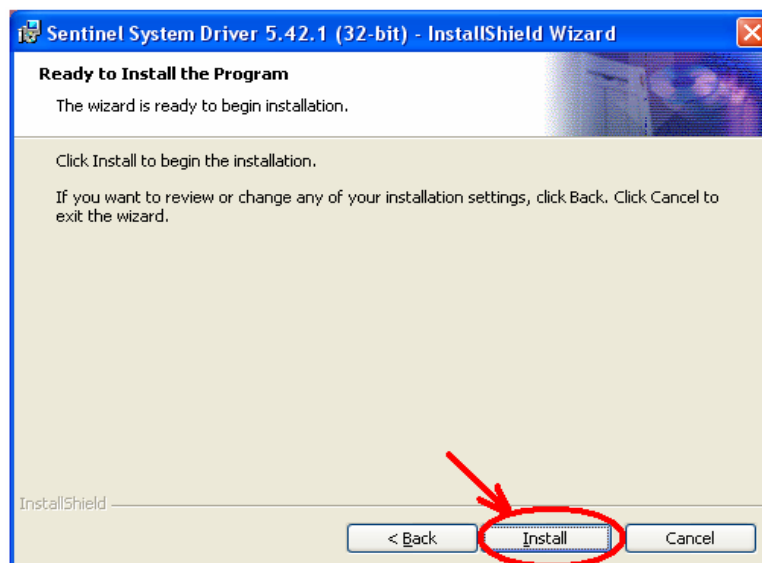 Sentinel System Driver 5.42.1 (32-bit) - InstallShield Wizard
Ready to Install the Program
The wizard is ready to begin installation.
Click Install to begin the installation.
If you want to review or change any of your installation settings, click Back. Click Cancel to
exit the wizard.
InstallShield
< Back Install Cancel